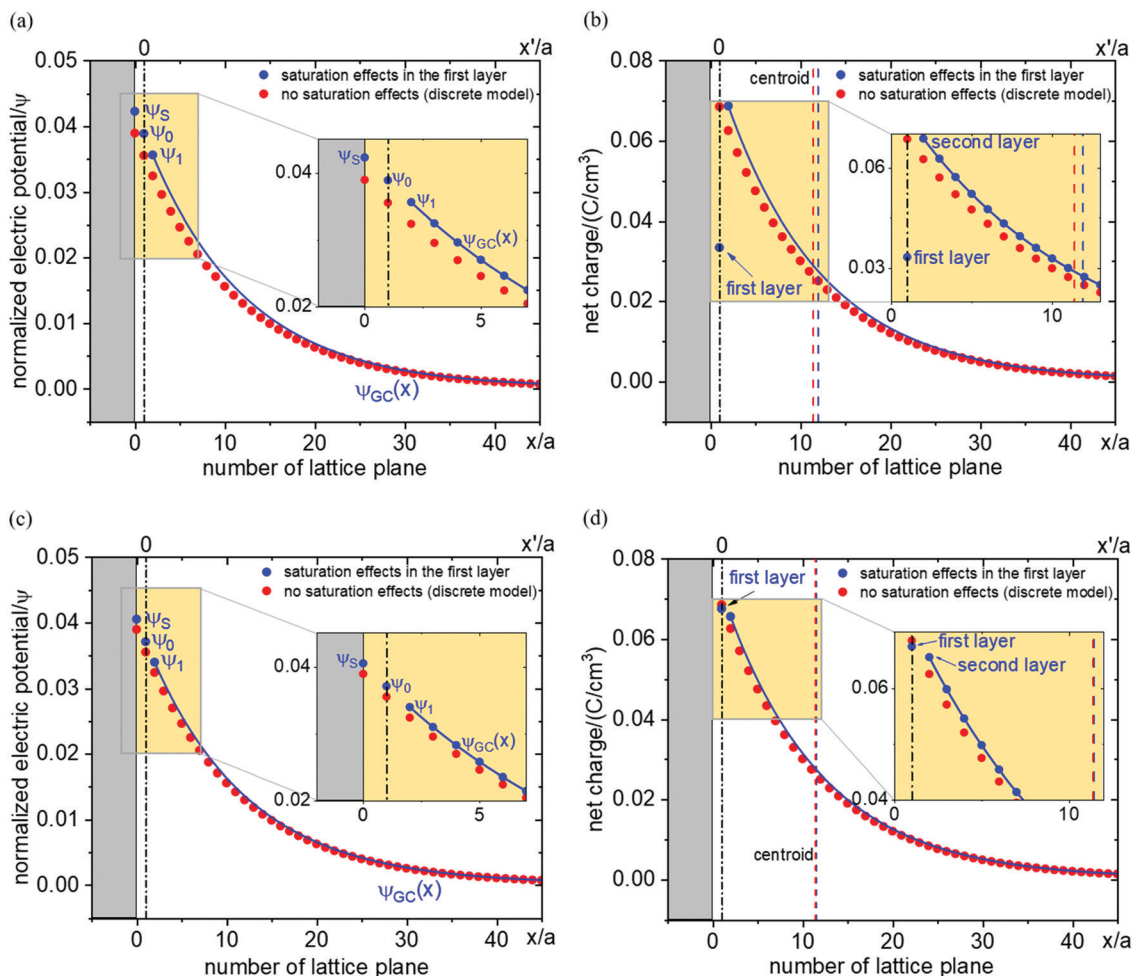 (a)
0
x'/a
0.05
saturation effects in the first layer
no saturation effects (discrete model)
0.04
ΨS
Ψ0
Ψ1
0.03
0.02
0.01
0.00
normalized electric potential/ψ
0.04
0.02
ΨS
Ψ0
Ψ1
ΨGC(x)
0
5
ΨGC(x)
0
10
20
30
40
x/a
number of lattice plane
(b)
0
x'/a
0.08
centroid
saturation effects in the first layer
no saturation effects (discrete model)
0.06
0.04
0.02
0.00
net charge/(C/cm³)
first layer
0.06
0.03
second layer
first layer
1
10
0
10
20
30
40
x/a
number of lattice plane
(c)
0
x'/a
0.05
saturation effects in the first layer
no saturation effects (discrete model)
0.04
ΨS
Ψ0
Ψ1
0.03
0.02
0.01
0.00
normalized electric potential/ψ
0.04
0.02
ΨS
Ψ0
Ψ1
ΨGC(x)
0
5
ΨGC(x)
0
10
20
30
40
x/a
number of lattice plane
(d)
0
x'/a
0.08
saturation effects in the first layer
first layer
no saturation effects (discrete model)
0.06
0.04
0.02
0.00
net charge/(C/cm³)
0.06
0.04
first layer
second layer
0
5
10
centroid
0
10
20
30
40
x/a
number of lattice plane